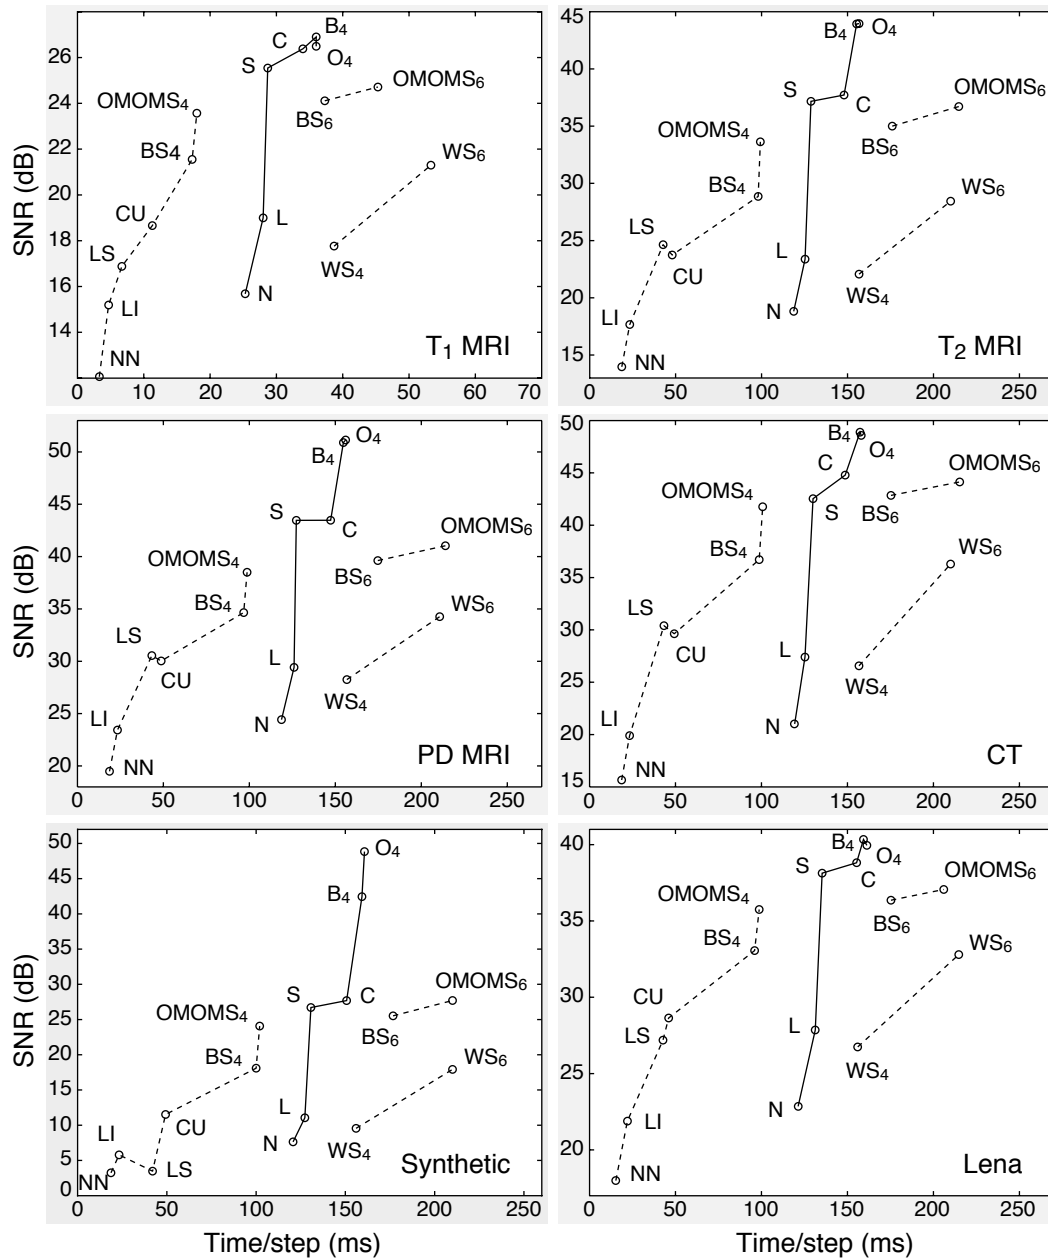 SNR (dB)
26
24
22
20
18
16
14
0 10 20 30 40 50 60 70
B4
C
O4
S
OMOMS6
OMOMS4
BS6
BS4
WS6
CU
L
LS
WS4
N
LI
NN
T1 MRI
45
40
35
30
25
20
15
0 50 100 150 200 250
B4 O4
S
C
OMOMS6
OMOMS4
BS6
BS4
WS6
LS
CU
L
WS4
LI
N
NN
T2 MRI
SNR (dB)
50
45
40
35
30
25
20
0 50 100 150 200 250
O4
B4
S
C
OMOMS6
OMOMS4
BS6
BS4
WS6
LS
L
CU
WS4
LI
N
NN
PD MRI
50
45
40
35
30
25
20
15
0 50 100 150 200 250
B4
O4
C
OMOMS6
OMOMS4
S
BS6
BS4
WS6
LS
L
CU
WS4
LI
N
NN
CT
SNR (dB)
50
45
40
35
30
25
20
15
10
5
0
0 50 100 150 200 250
O4
B4
S
C
OMOMS6
OMOMS4
BS6
BS4
WS6
L
CU
LI
N
WS4
LS
NN
Synthetic
Time/step (ms)
40
35
30
25
20
0 50 100 150 200 250
B4
O4
S
C
OMOMS6
OMOMS4
BS6
BS4
WS6
CU
LS
L
WS4
N
LI
NN
Lena
Time/step (ms)